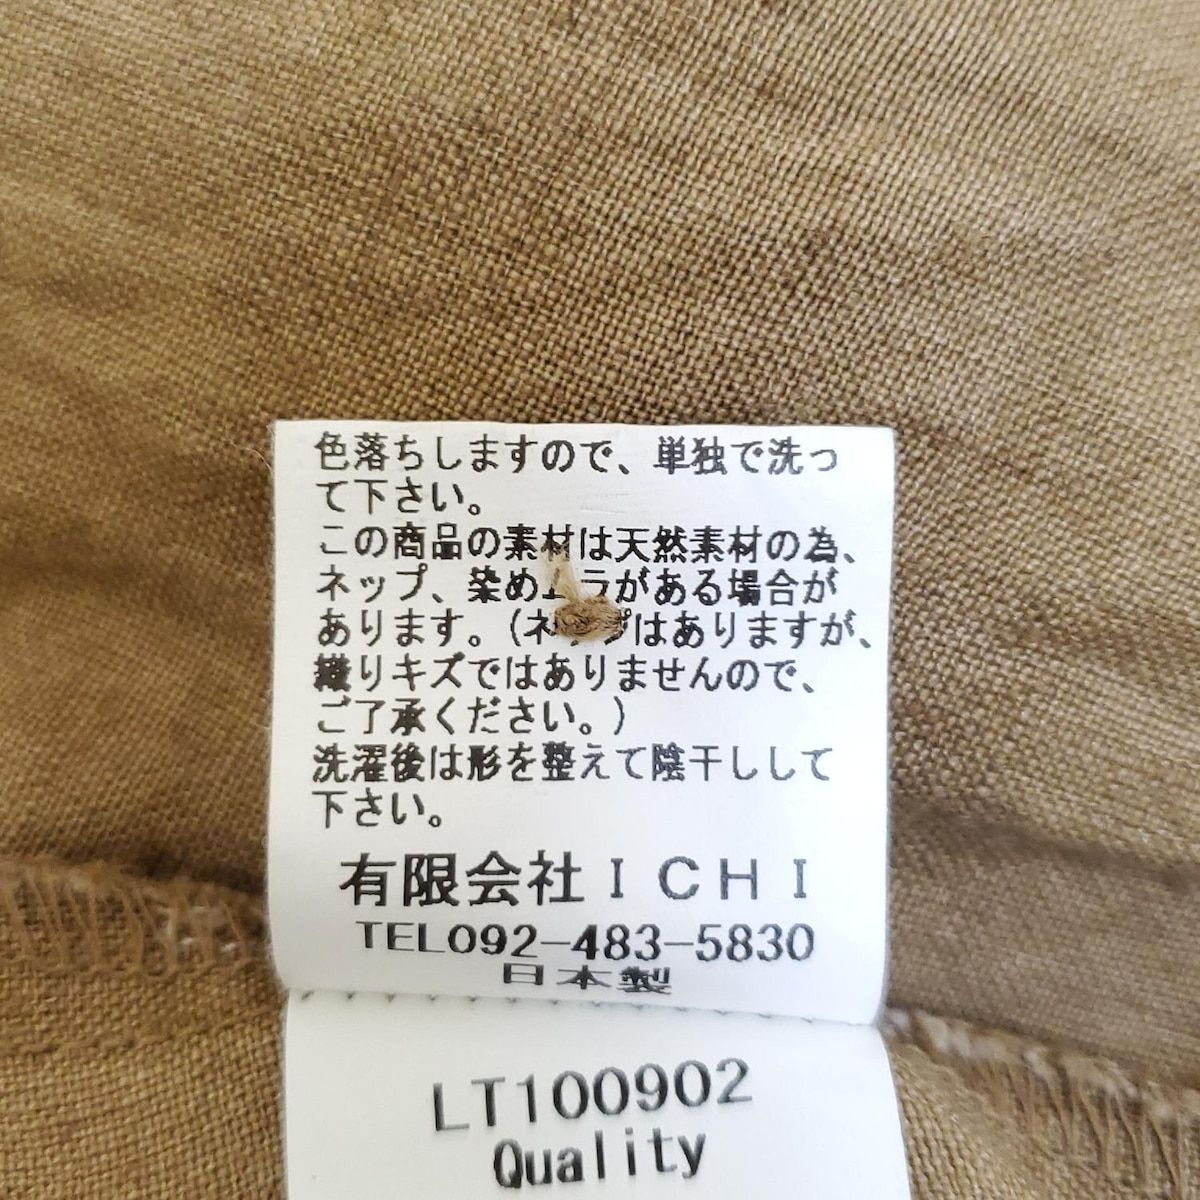 色落ちしますので、単独で洗っ
て下さい。
この商品の素材は天然素材の為、
ネップ、染めムラがある場合が
あります。(ネップはありますが、
織りキズではありませんので、
ご了承ください。)
洗濯後は形を整えて陰干しして
下さい。
有限会社ICHI
TEL092-483-5830
日本製
LT100902
Quality